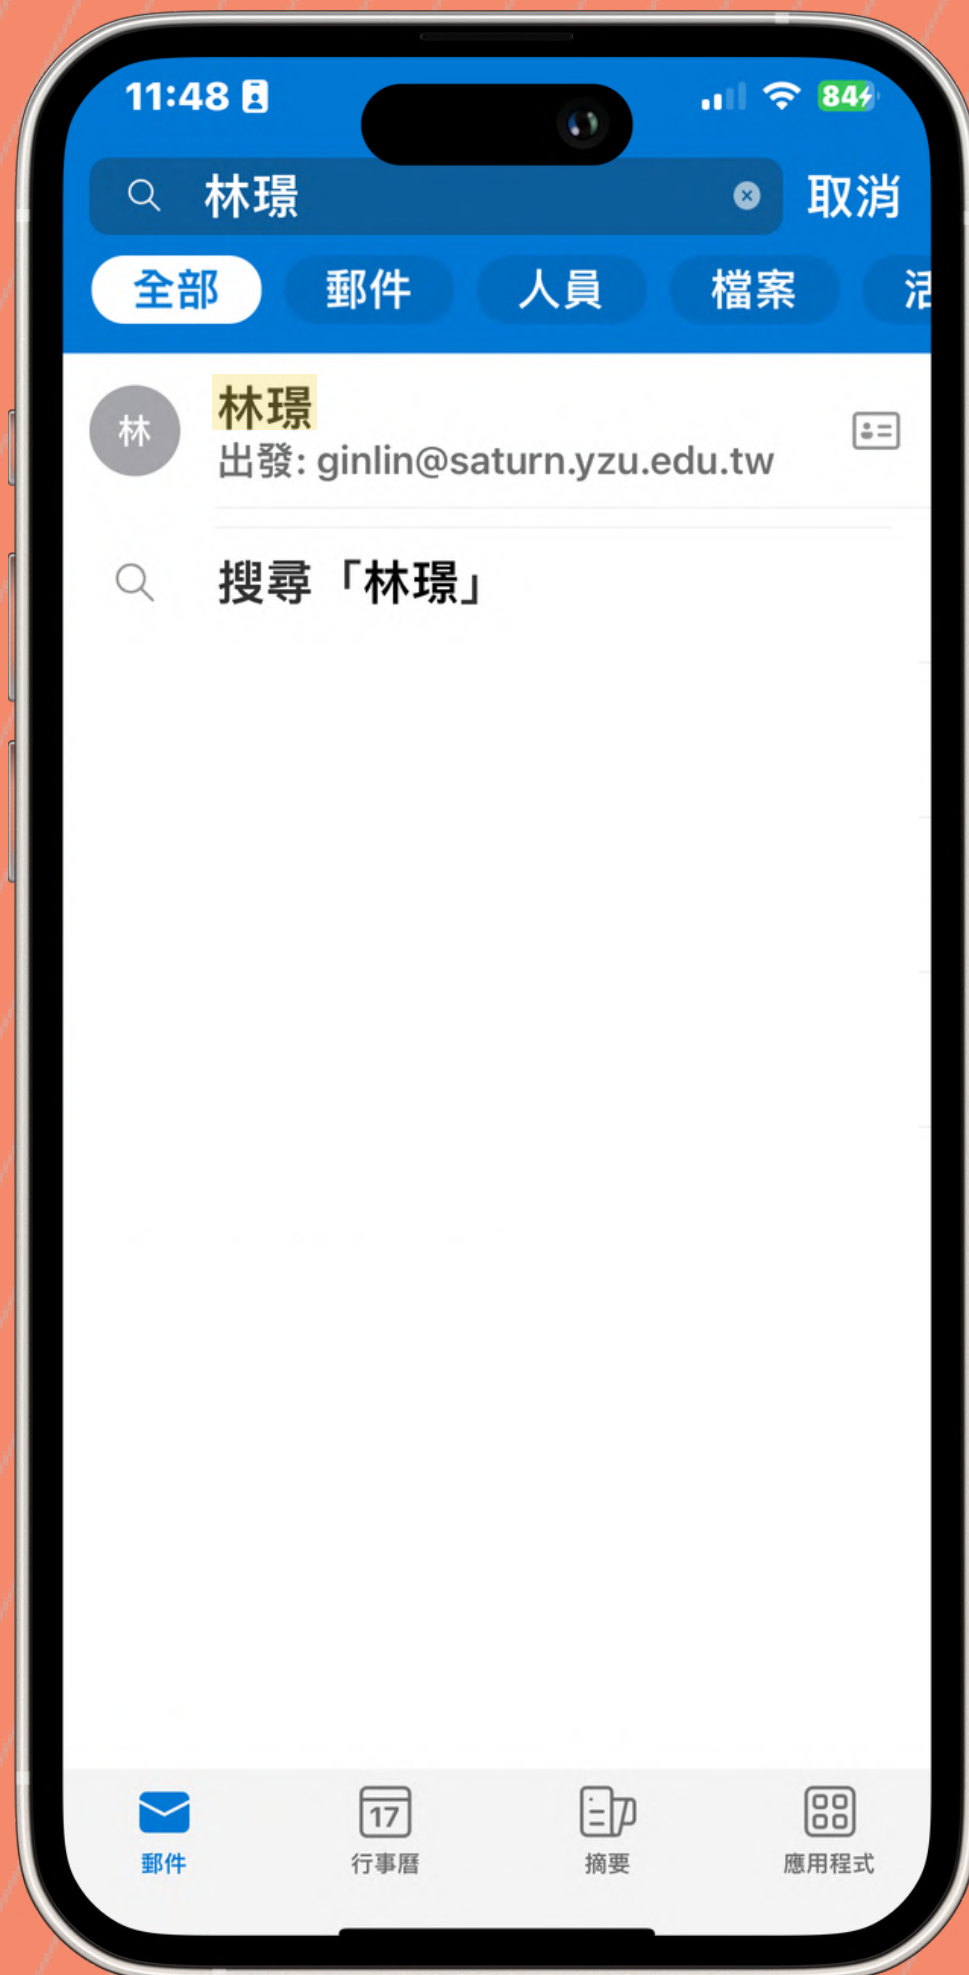 11:48
84
林璟
取消
全部
郵件
人員
檔案
活
林
林璟
出發: ginlin@saturn.yzu.edu.tw
搜尋「林璟」
17
郵件
行事曆
摘要
應用程式